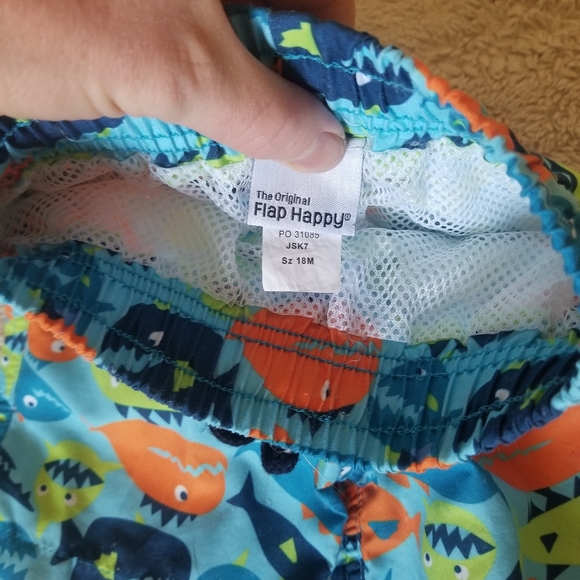 The Original
Flap Happy®
PO 31085
JSK7
Sz 18M